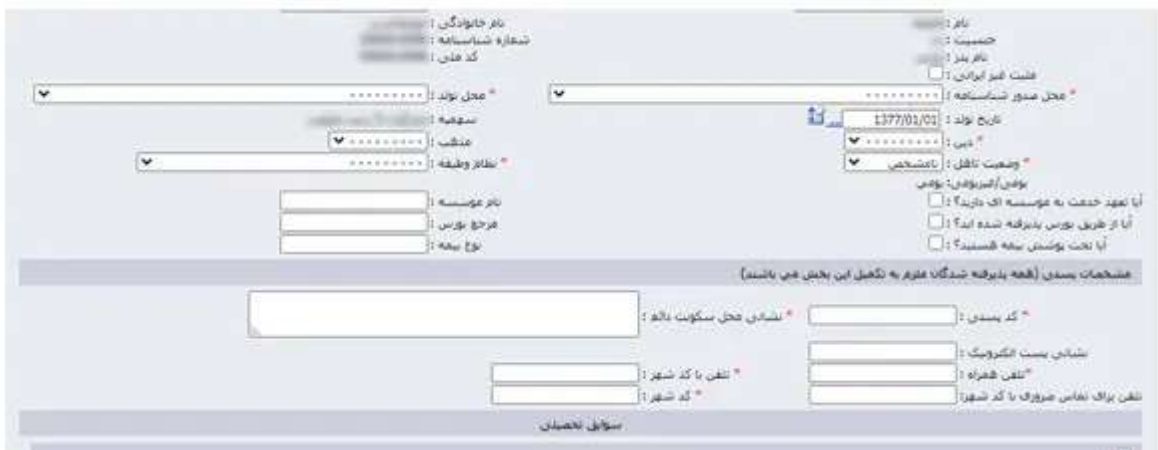 نام : نام خانوادگی :
جنسیت : شماره شناسنامه :
نام پدر : کد ملی :
ملیت غیر ایرانی :
* محل صدور شناسنامه : --------- * محل تولد : ---------
تاریخ تولد : 1377/01/01 ... سهمیه :
* دین : --------- مذهب : ---------
* وضعیت تاهل : نامشخص * نظام وظیفه : ---------
بومی/غیربومی: بومی
آیا تعهد خدمت به موسسه ای دارید؟ : نام موسسه :
آیا از طریق بورس پذیرفته شده اید؟ : مرجع بورس :
آیا تحت پوشش بیمه هستید؟ : نوع بیمه :
مشخصات پستی (همه پذیرفته شدگان ملزم به تکمیل این بخش می باشند)
* کد پستی : * نشانی محل سکونت دائم :
نشانی پست الکترونیک :
*تلفن همراه : * تلفن با کد شهر :
تلفن برای تماس ضروری با کد شهر: * کد شهر :
سوابق تحصیلی